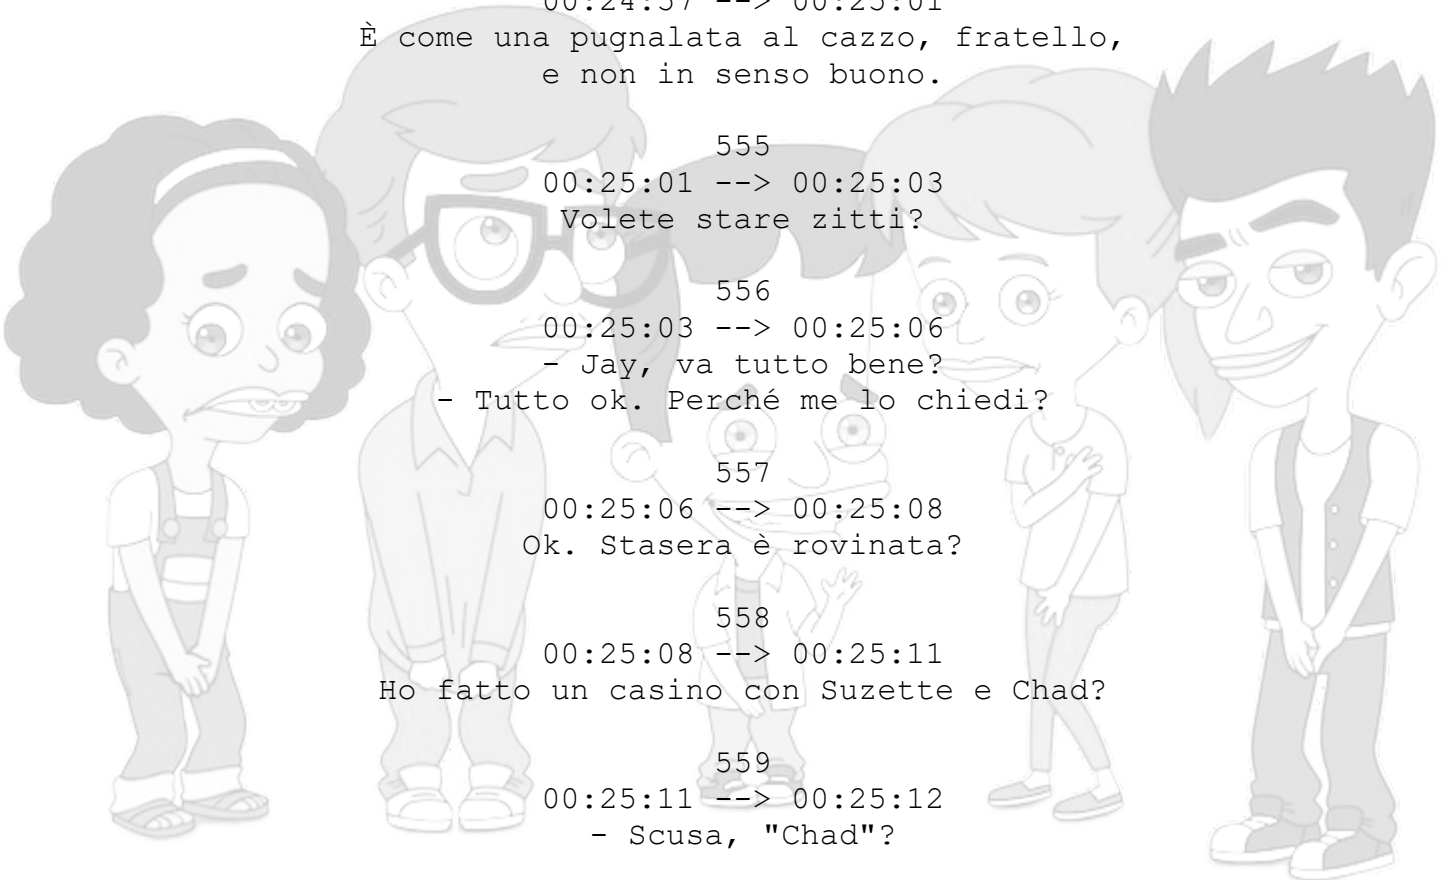 00:24:57 --> 00:25:01
È come una pugnalata al cazzo, fratello,
e non in senso buono.
555
00:25:01 --> 00:25:03
Volete stare zitti?
556
00:25:03 --> 00:25:06
- Jay, va tutto bene?
- Tutto ok. Perché me lo chiedi?
557
00:25:06 --> 00:25:08
Ok. Stasera è rovinata?
558
00:25:08 --> 00:25:11
Ho fatto un casino con Suzette e Chad?
559
00:25:11 --> 00:25:12
- Scusa, "Chad"?